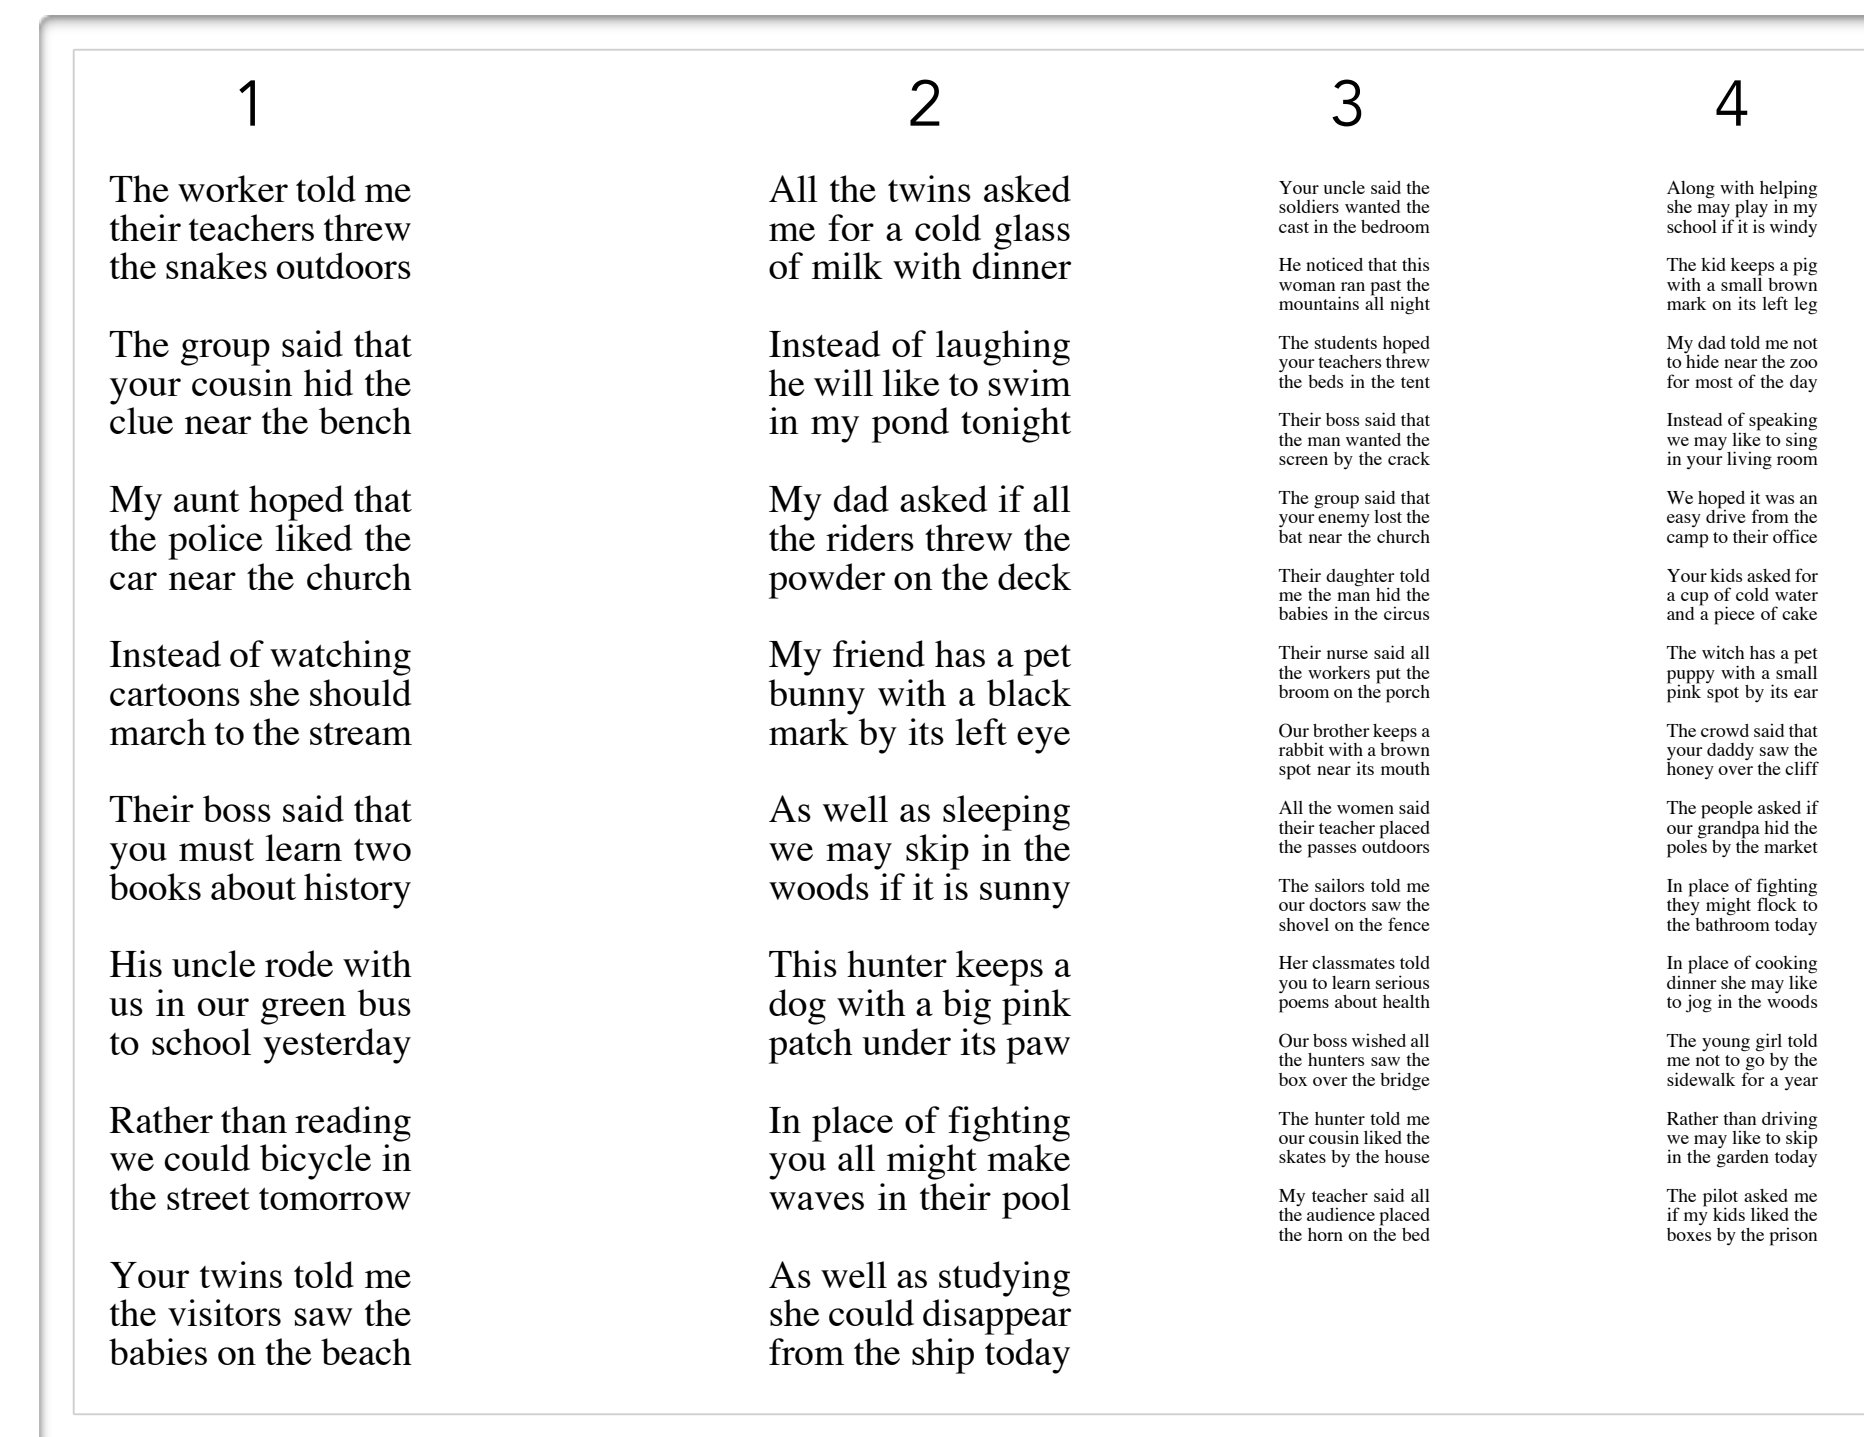 1
The worker told me
their teachers threw
the snakes outdoors
The group said that
your cousin hid the
clue near the bench
My aunt hoped that
the police liked the
car near the church
Instead of watching
cartoons she should
march to the stream
Their boss said that
you must learn two
books about history
His uncle rode with
us in our green bus
to school yesterday
Rather than reading
we could bicycle in
the street tomorrow
Your twins told me
the visitors saw the
babies on the beach
2
All the twins asked
me for a cold glass
of milk with dinner
Instead of laughing
he will like to swim
in my pond tonight
My dad asked if all
the riders threw the
powder on the deck
My friend has a pet
bunny with a black
mark by its left eye
As well as sleeping
we may skip in the
woods if it is sunny
This hunter keeps a
dog with a big pink
patch under its paw
In place of fighting
you all might make
waves in their pool
As well as studying
she could disappear
from the ship today
3
Your uncle said the
soldiers wanted the
cast in the bedroom
He noticed that this
woman ran past the
mountains all night
The students hoped
your teachers threw
the beds in the tent
Their boss said that
the man wanted the
screen by the crack
The group said that
your enemy lost the
bat near the church
Their daughter told
me the man hid the
babies in the circus
Their nurse said all
the workers put the
broom on the porch
Our brother keeps a
rabbit with a brown
spot near its mouth
All the women said
their teacher placed
the passes outdoors
The sailors told me
our doctors saw the
shovel on the fence
Her classmates told
you to learn serious
poems about health
Our boss wished all
the hunters saw the
box over the bridge
The hunter told me
our cousin liked the
skates by the house
My teacher said all
the audience placed
the horn on the bed
4
Along with helping
she may play in my
school if it is windy
The kid keeps a pig
with a small brown
mark on its left leg
My dad told me not
to hide near the zoo
for most of the day
Instead of speaking
we may like to sing
in your living room
We hoped it was an
easy drive from the
camp to their office
Your kids asked for
a cup of cold water
and a piece of cake
The witch has a pet
puppy with a small
pink spot by its ear
The crowd said that
your daddy saw the
honey over the cliff
The people asked if
our grandpa hid the
poles by the market
In place of fighting
they might flock to
the bathroom today
In place of cooking
dinner she may like
to jog in the woods
The young girl told
me not to go by the
sidewalk for a year
Rather than driving
we may like to skip
in the garden today
The pilot asked me
if my kids liked the
boxes by the prison